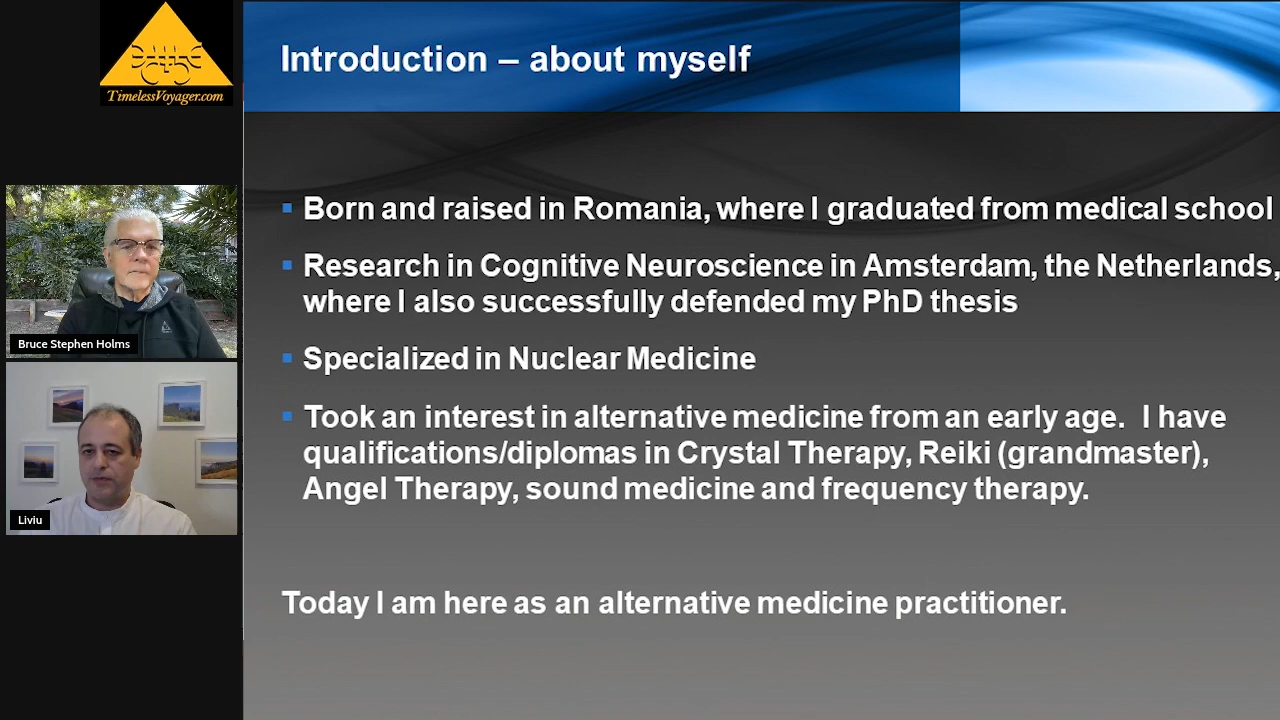 TimelessVoyager.com
Introduction – about myself
▪ Born and raised in Romania, where I graduated from medical school
▪ Research in Cognitive Neuroscience in Amsterdam, the Netherlands,
where I also successfully defended my PhD thesis
▪ Specialized in Nuclear Medicine
▪ Took an interest in alternative medicine from an early age. I have
qualifications/diplomas in Crystal Therapy, Reiki (grandmaster),
Angel Therapy, sound medicine and frequency therapy.
Today I am here as an alternative medicine practitioner.
Bruce Stephen Holms
Liviu